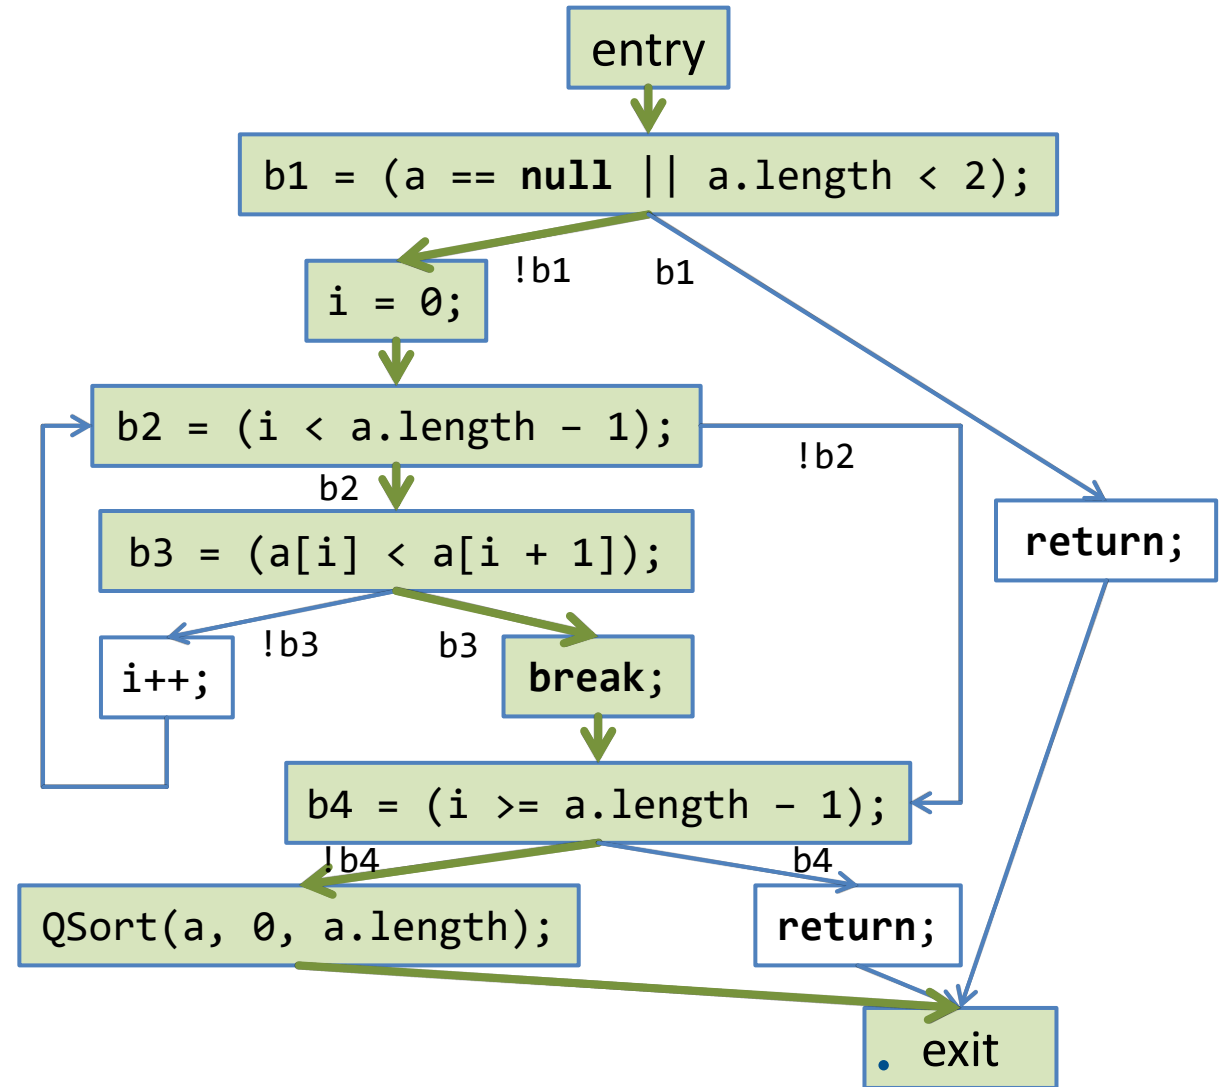 entry
b1 = (a == null || a.length < 2);
!b1
b1
i = 0;
b2 = (i < a.length – 1);
!b2
b2
b3 = (a[i] < a[i + 1]);
return;
!b3
b3
i++;
break;
b4 = (i >= a.length – 1);
!b4
b4
QSort(a, 0, a.length);
return;
. exit